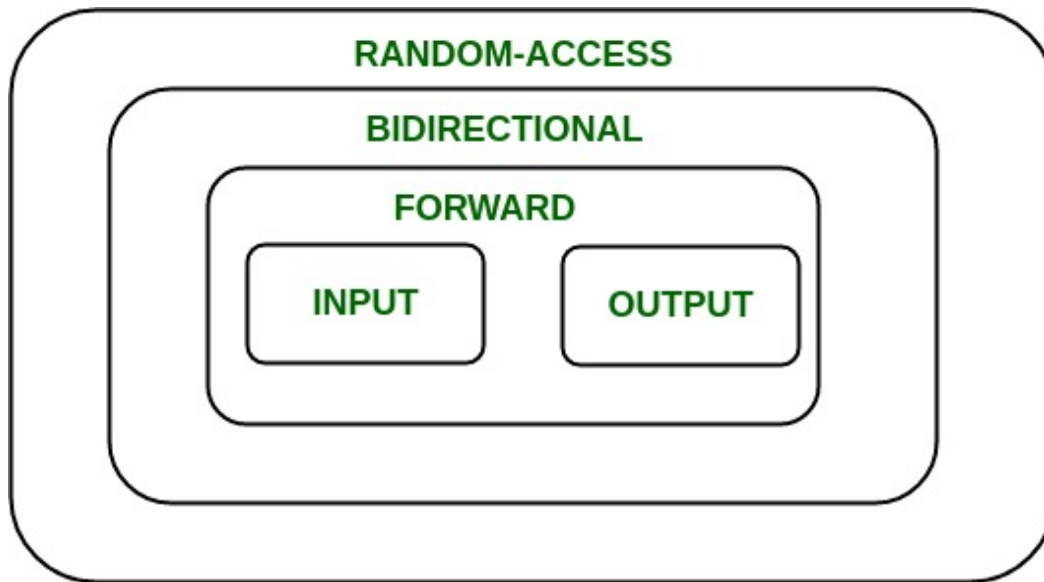 RANDOM-ACCESS
BIDIRECTIONAL
FORWARD
INPUT
OUTPUT